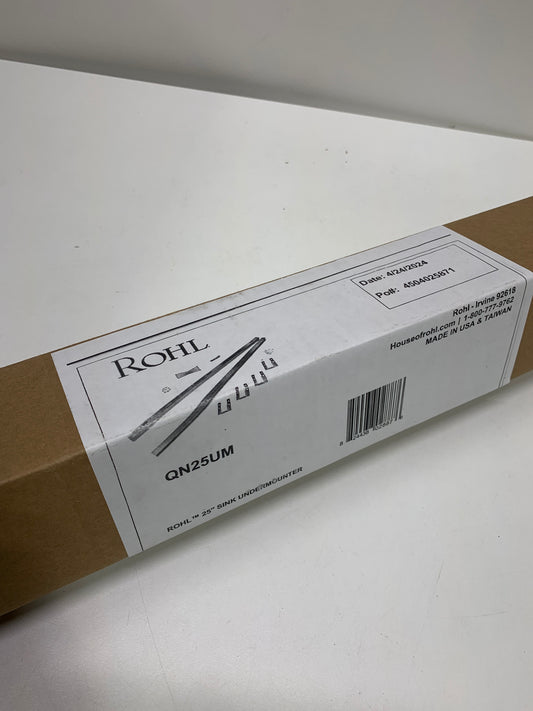 ROHL
Date: 4/24/2024
Po#: 4504025871
Rohl - Irvine 92618
Houseofrohl.com | 1-800-777-9762
MADE IN USA & TAIWAN
QN25UM
ROHL™ 25" SINK UNDERMOUNTER